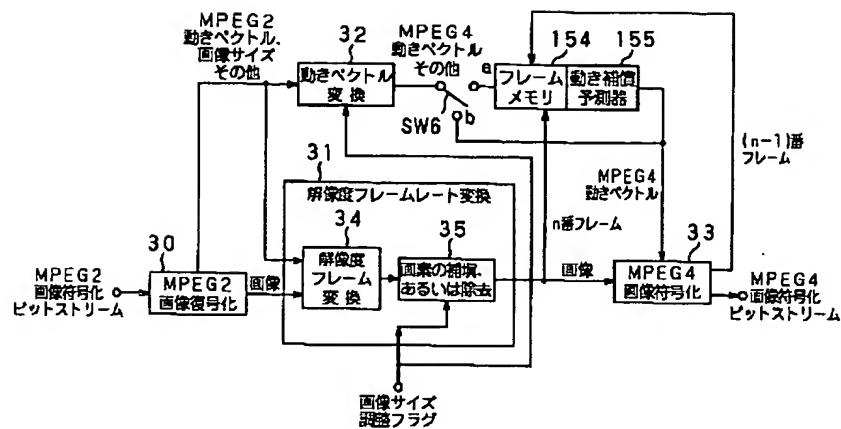 MPEG2
動きベクトル、
画像サイズ
その他
32
動きベクトル
変換
MPEG4
動きベクトル
その他
a
b
SW6
154
155
フレーム
メモリ
動き補償
予測器
(n-1)番
フレーム
MPEG4
動きベクトル
n番フレーム
31
解像度フレームレート変換
34
解像度
フレーム
変換
35
画素の補填、
あるいは除去
30
MPEG2
画像符号化
ビットストリーム
MPEG2
画像復号化
画像
画像
33
MPEG4
画像符号化
MPEG4
画像符号化
ビットストリーム
画像サイズ
調整フラグ